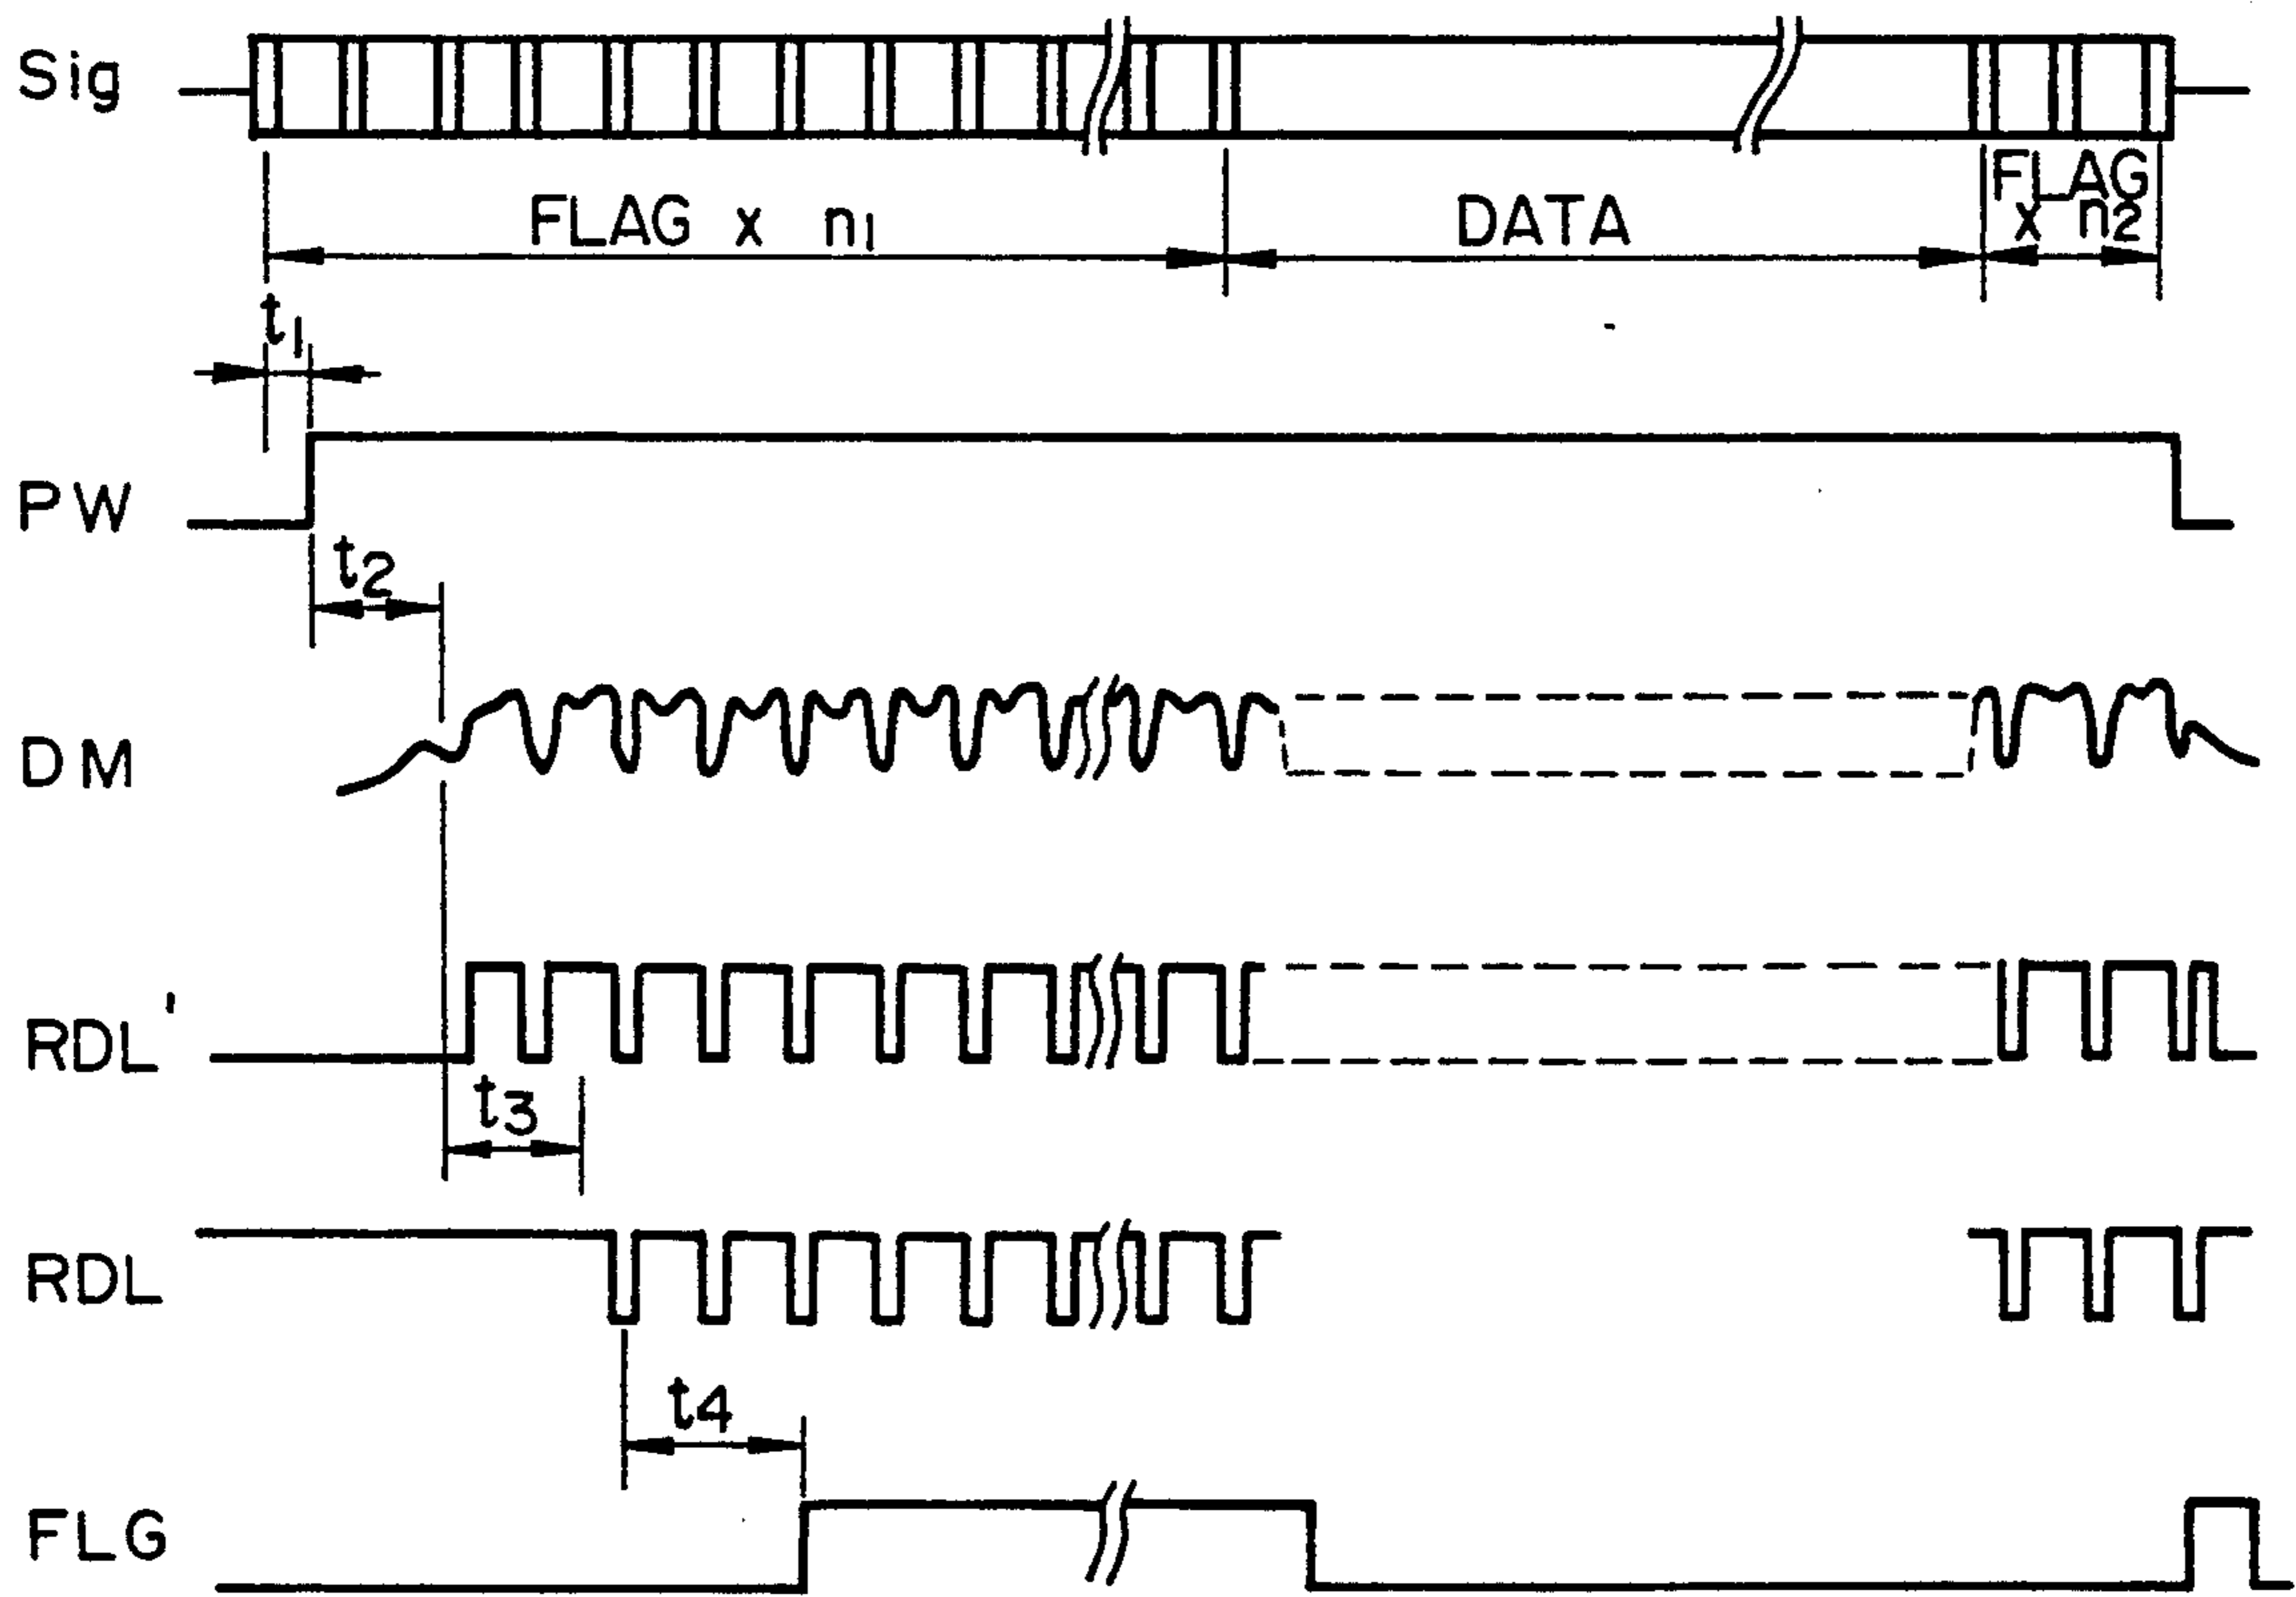 Sig
FLAG x n1
DATA
FLAG
x n2
t1
PW
t2
DM
RDL'
t3
RDL
t4
FLG